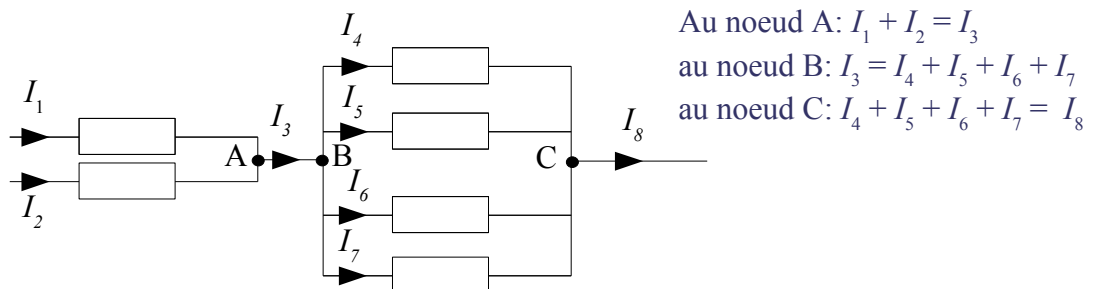 Au noeud A: I₁ + I₂ = I₃
au noeud B: I₃ = I₄ + I₅ + I₆ + I₇
au noeud C: I₄ + I₅ + I₆ + I₇ = I₈
I₄
I₁
I₅
I₃
I₈
A
B
C
I₂
I₆
I₇